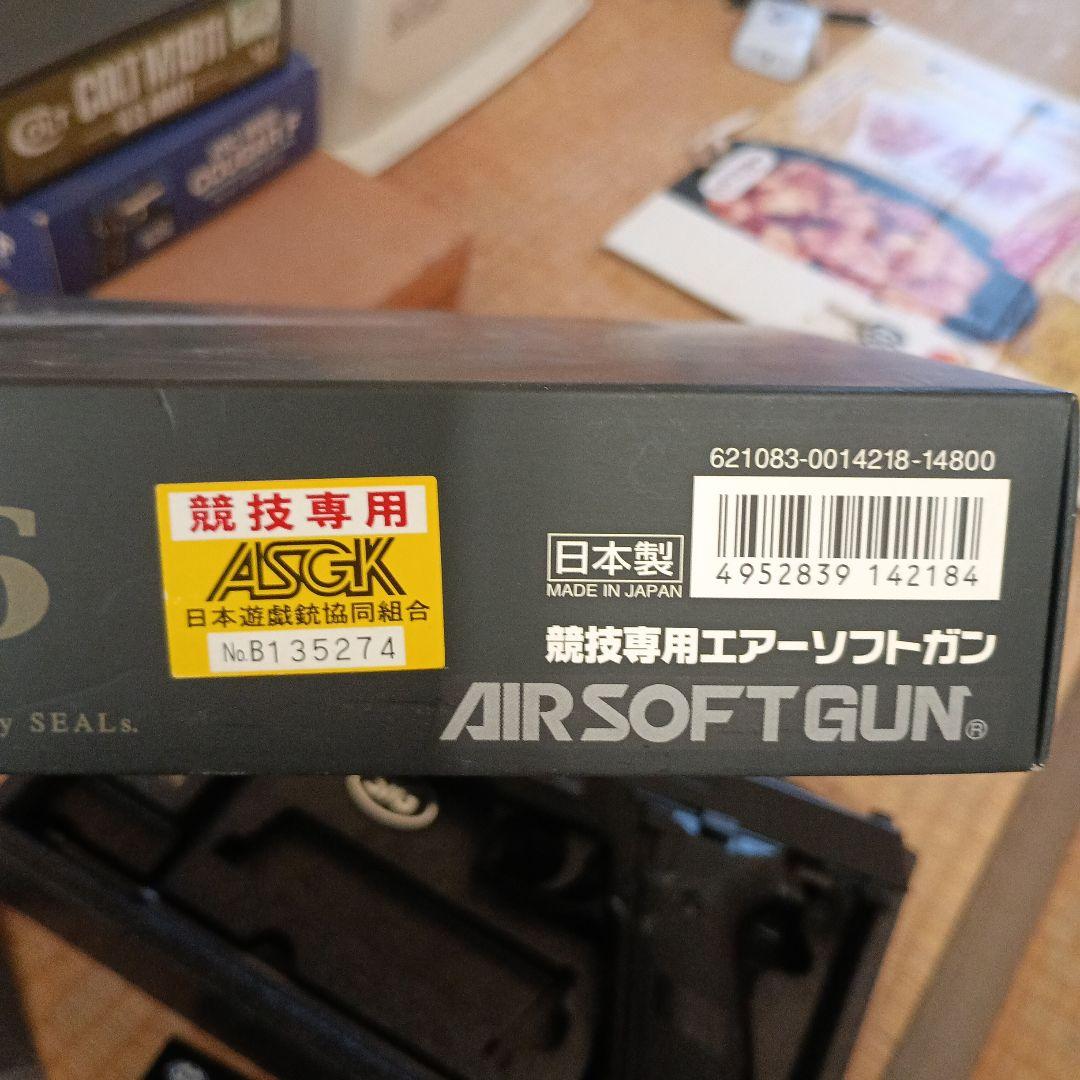 COLT
6
y SEALs.
競技専用
ASGK
日本遊戯銃協同組合
No.B135274
621083-0014218-14800
4952839 142184
日本製
MADE IN JAPAN
競技専用エアーソフトガン
AIRSOFTGUN®